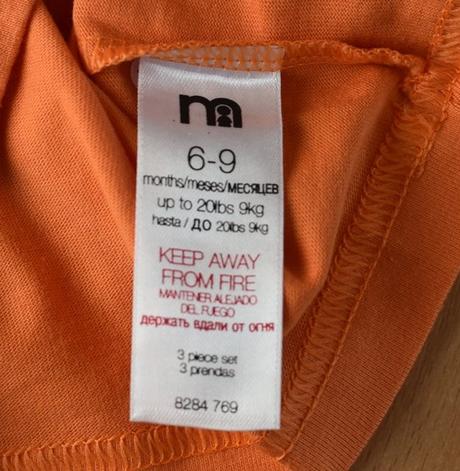 m
6-9
months/meses/МЕСЯЦЕВ
up to 20lbs 9kg
hasta / ДО 20lbs 9kg
KEEP AWAY
FROM FIRE
MANTENER ALEJADO
DEL FUEGO
держать вдали от огня
3 piece set
3 prendas
8284 769